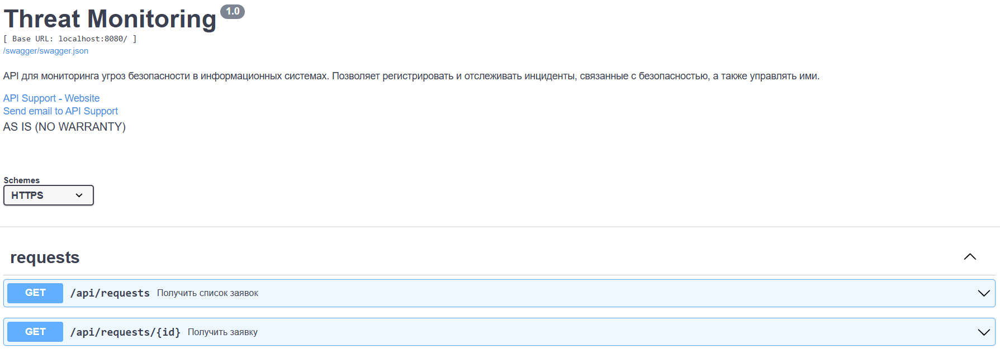 Threat Monitoring 1.0
[ Base URL: localhost:8080/ ]
/swagger/swagger.json
API для мониторинга угроз безопасности в информационных системах. Позволяет регистрировать и отслеживать инциденты, связанные с безопасностью, а также управлять ими.
API Support - Website
Send email to API Support
AS IS (NO WARRANTY)
Schemes
HTTPS
requests
GET /api/requests Получить список заявок
GET /api/requests/{id} Получить заявку